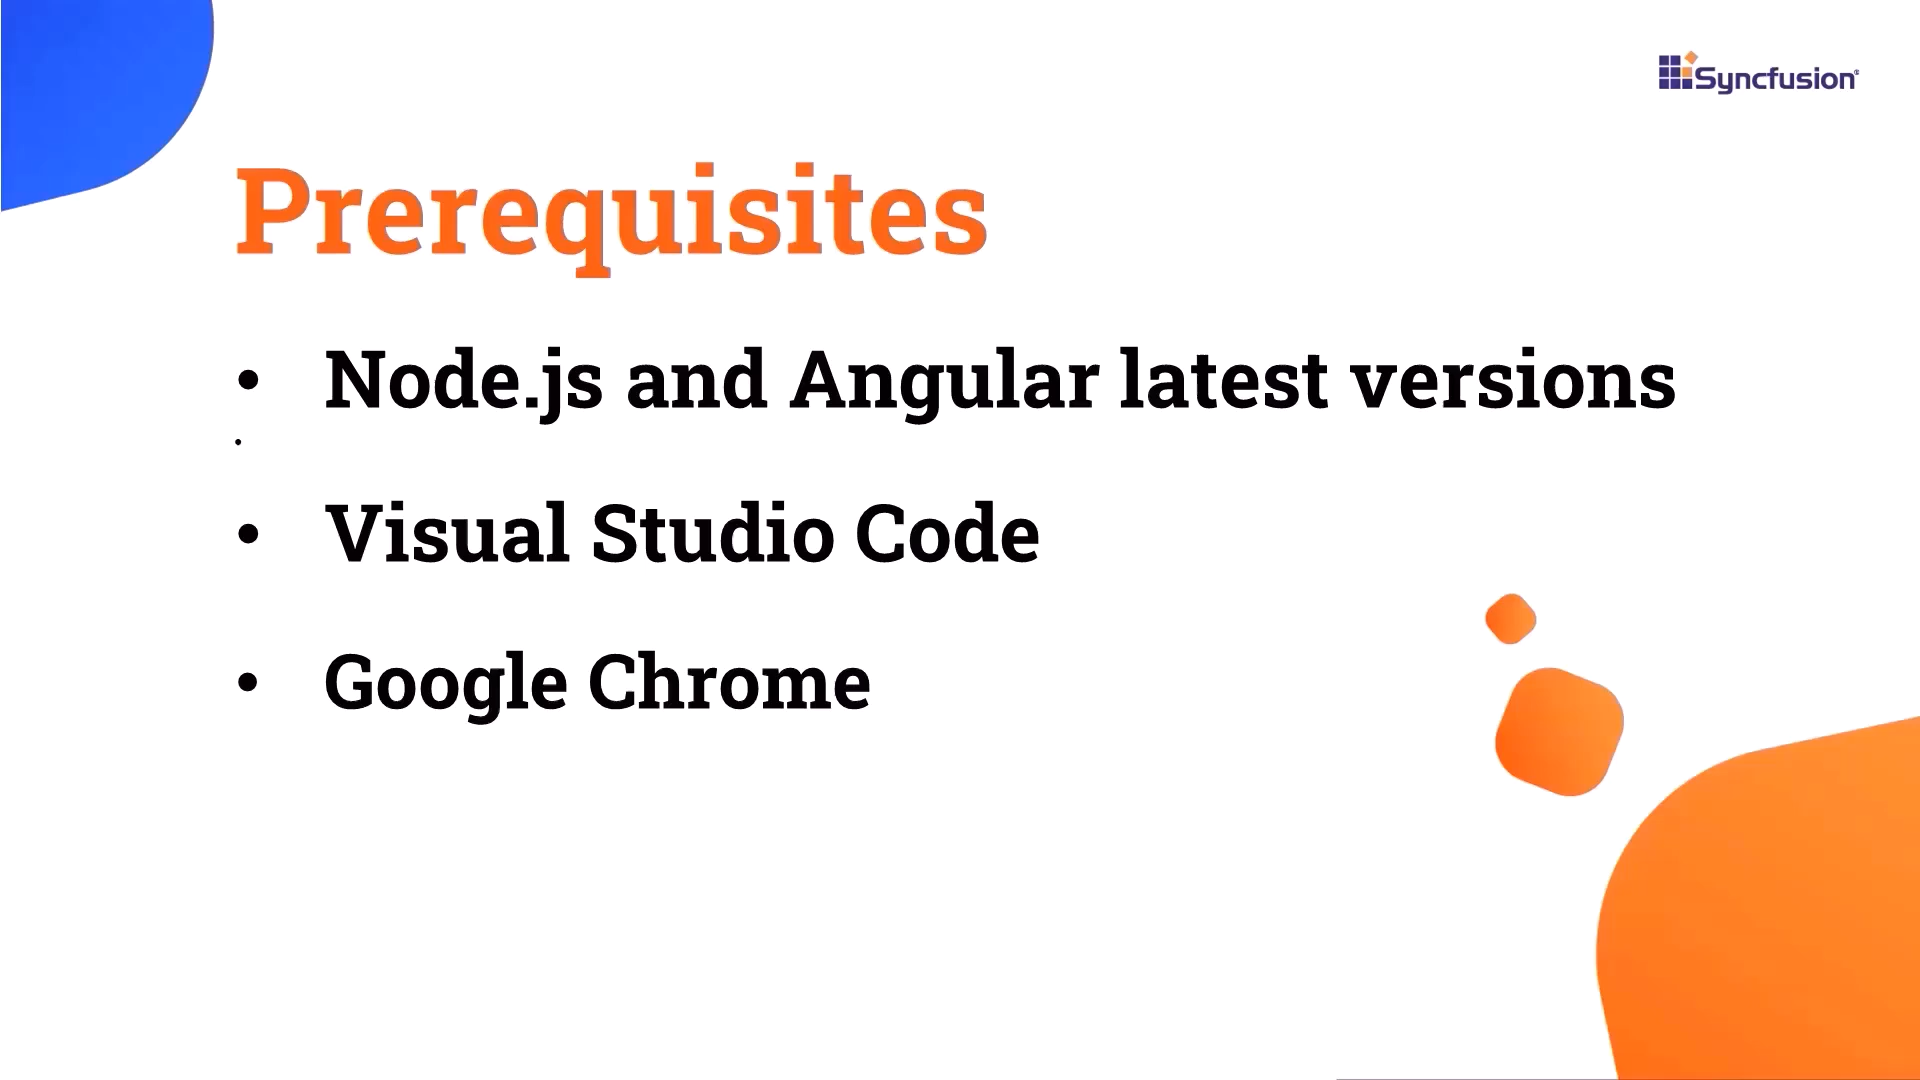 Syncfusion®
Prerequisites
• Node.js and Angular latest versions
•
• Visual Studio Code
• Google Chrome